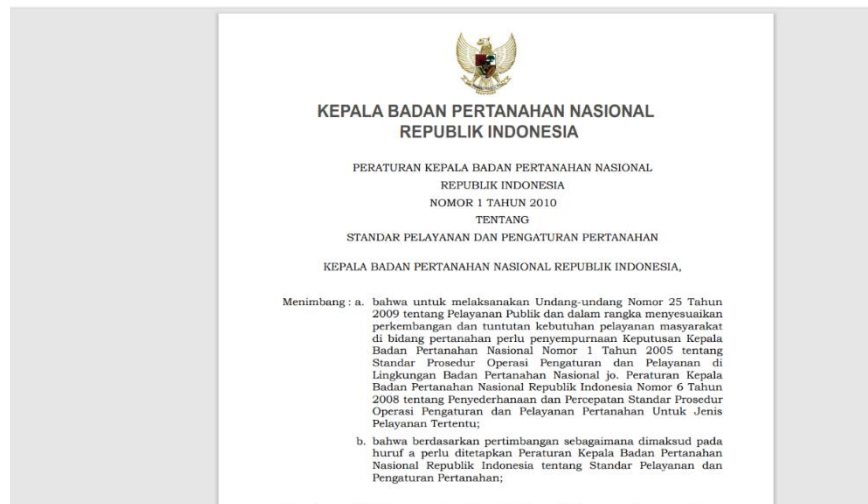 KEPALA BADAN PERTANAHAN NASIONAL
REPUBLIK INDONESIA
PERATURAN KEPALA BADAN PERTANAHAN NASIONAL
REPUBLIK INDONESIA
NOMOR 1 TAHUN 2010
TENTANG
STANDAR PELAYANAN DAN PENGATURAN PERTANAHAN
KEPALA BADAN PERTANAHAN NASIONAL REPUBLIK INDONESIA,
Menimbang : a. bahwa untuk melaksanakan Undang-undang Nomor 25 Tahun
2009 tentang Pelayanan Publik dan dalam rangka menyesuaikan
perkembangan dan tuntutan kebutuhan pelayanan masyarakat
di bidang pertanahan perlu penyempurnaan Keputusan Kepala
Badan Pertanahan Nasional Nomor 1 Tahun 2005 tentang
Standar Prosedur Operasi Pengaturan dan Pelayanan di
Lingkungan Badan Pertanahan Nasional jo. Peraturan Kepala
Badan Pertanahan Nasional Republik Indonesia Nomor 6 Tahun
2008 tentang Penyederhanaan dan Percepatan Standar Prosedur
Operasi Pengaturan dan Pelayanan Pertanahan Untuk Jenis
Pelayanan Tertentu;
b. bahwa berdasarkan pertimbangan sebagaimana dimaksud pada
huruf a perlu ditetapkan Peraturan Kepala Badan Pertanahan
Nasional Republik Indonesia tentang Standar Pelayanan dan
Pengaturan Pertanahan;